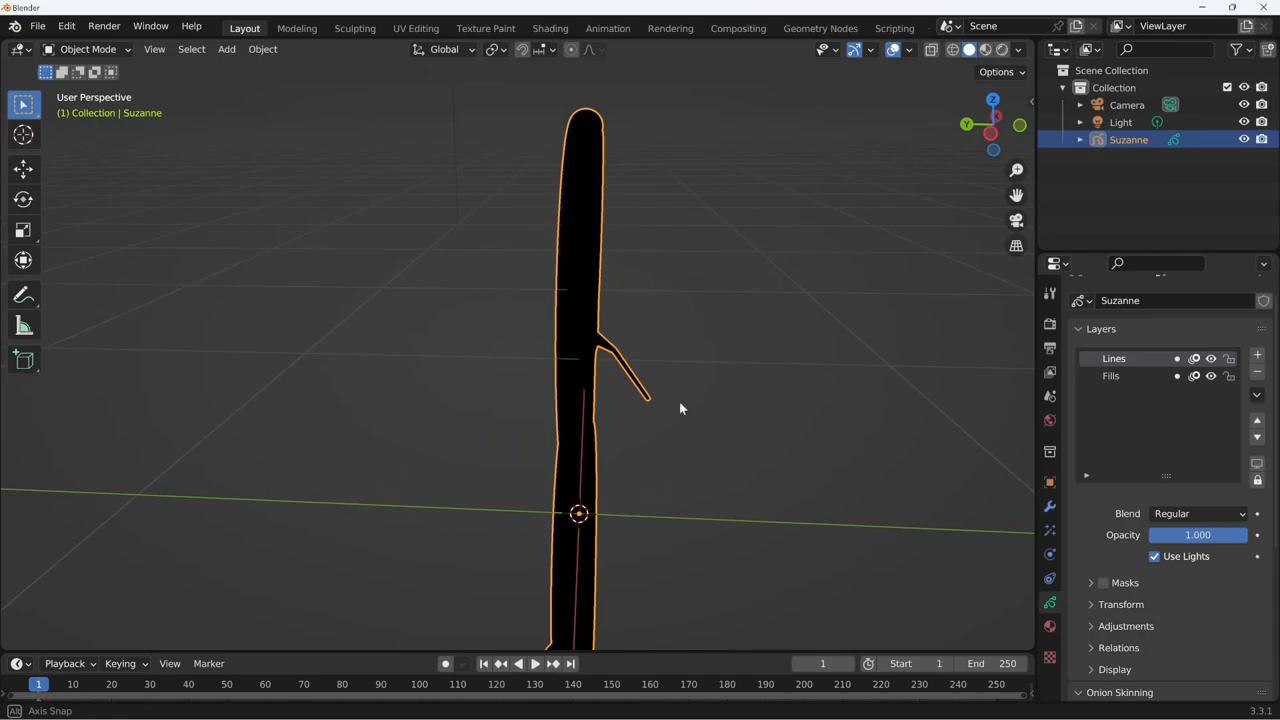 Blender
File Edit Render Window Help
Layout Modeling Sculpting UV Editing Texture Paint Shading Animation Rendering Compositing Geometry Nodes Scripting
Scene
ViewLayer
Object Mode View Select Add Object
Global
Options
User Perspective
(1) Collection | Suzanne
Z
Scene Collection
Collection
Camera
Light
Suzanne
Suzanne
Layers
Lines
Fills
Blend Regular
Opacity 1.000
Use Lights
Masks
Transform
Adjustments
Relations
Display
Onion Skinning
Playback Keying View Marker
1 Start 1 End 250
1 10 20 30 40 50 60 70 80 90 100 110 120 130 140 150 160 170 180 190 200 210 220 230 240 250
Alt Axis Snap
3.3.1